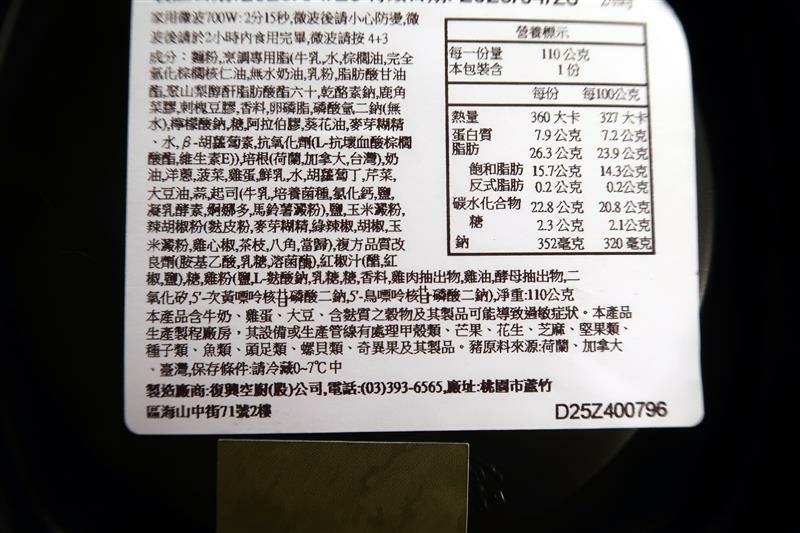 家用微波700W: 2分15秒,微波後請小心防燙,微
波後請於2小時內食用完畢,微波請按 4+3
成分: 麵粉,烹調專用脂(牛乳,水,棕櫚油,完全
氫化棕櫚核仁油,無水奶油,乳粉,脂肪酸甘油
酯,聚山梨醇酐脂肪酸酯六十,乾酪素鈉,鹿角
菜膠,刺槐豆膠,香料,卵磷脂,磷酸氫二鈉(無
水),檸檬酸鈉,糖,阿拉伯膠,葵花油,麥芽糊精
、水,β-胡蘿蔔素,抗氧化劑(L-抗壞血酸棕櫚
酸酯,維生素E)),培根(荷蘭,加拿大,台灣),奶
油,洋蔥,菠菜,雞蛋,鮮乳,水,胡蘿蔔丁,芹菜,
大豆油,蒜,起司(牛乳,培養菌種,氯化鈣,鹽,
凝乳酵素,娜娜多,馬鈴薯澱粉),鹽,玉米澱粉,
辣胡椒粉(麩皮粉,麥芽糊精,綠辣椒,胡椒,玉
米澱粉,雞心椒,茶枝,八角,當歸),複方品質改
良劑(胺基乙酸,乳糖,溶菌酶),紅椒汁(醋,紅
椒,鹽),糖,雞粉(鹽,L-麩酸鈉,乳糖,糖,香料,雞肉抽出物,雞油,酵母抽出物,二
氧化矽,5'-次黃嘌呤核苷磷酸二鈉,5'-鳥嘌呤核苷磷酸二鈉),淨重:110公克
本產品含牛奶、雞蛋、大豆、含麩質之穀物及其製品可能導致過敏症狀。本產品
生產製程廠房,其設備或生產管線有處理甲殼類、芒果、花生、芝麻、堅果類、
種子類、魚類、頭足類、螺貝類、奇異果及其製品。豬原料來源:荷蘭、加拿大
、臺灣,保存條件:請冷藏0~7℃中
製造廠商:復興空廚(股)公司,電話:(03)393-6565,廠址:桃園市蘆竹
區海山中街71號2樓
D25Z400796
營養標示
每一份量 110 公克
本包裝含 1 份
每份 每100公克
熱量 360 大卡 327 大卡
蛋白質 7.9 公克 7.2 公克
脂肪 26.3 公克 23.9 公克
飽和脂肪 15.7公克 14.3公克
反式脂肪 0.2 公克 0.2公克
碳水化合物 22.8 公克 20.8 公克
糖 2.3 公克 2.1公克
鈉 352毫克 320 毫克